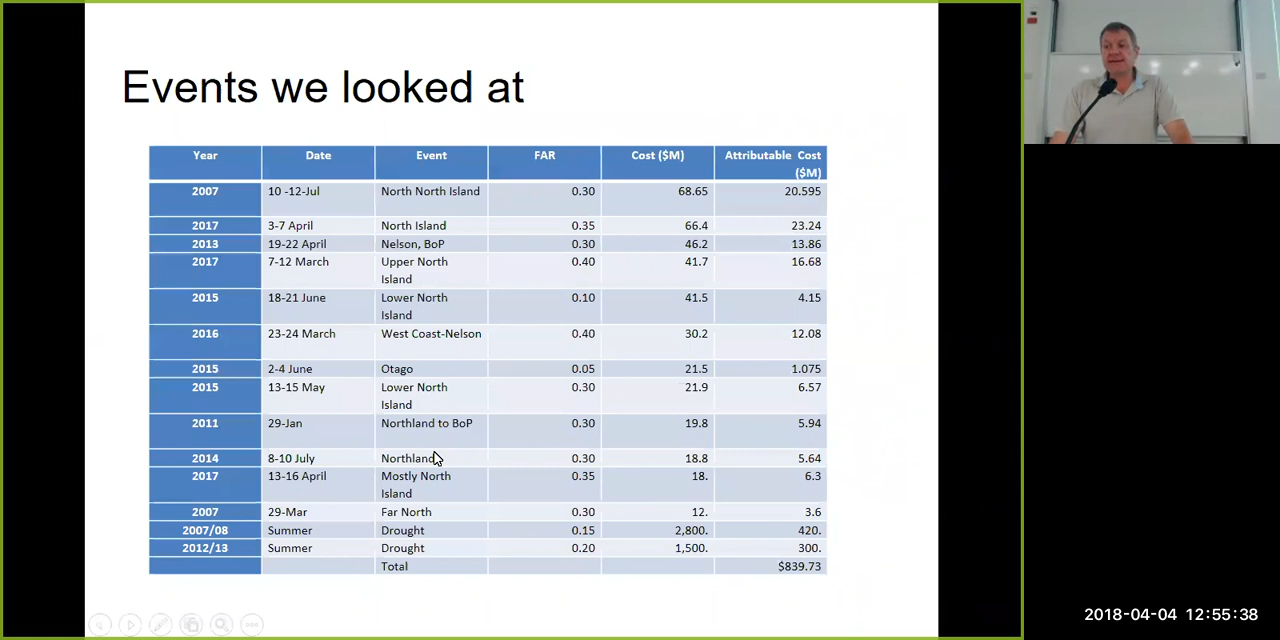 Events we looked at
Year Date Event FAR Cost ($M) Attributable Cost
($M)
2007 10 -12-Jul North North Island 0.30 68.65 20.595
2017 3-7 April North Island 0.35 66.4 23.24
2013 19-22 April Nelson, BoP 0.30 46.2 13.86
2017 7-12 March Upper North 0.40 41.7 16.68
Island
2015 18-21 June Lower North 0.10 41.5 4.15
Island
2016 23-24 March West Coast-Nelson 0.40 30.2 12.08
2015 2-4 June Otago 0.05 21.5 1.075
2015 13-15 May Lower North 0.30 21.9 6.57
Island
2011 29-Jan Northland to BoP 0.30 19.8 5.94
2014 8-10 July Northland 0.30 18.8 5.64
2017 13-16 April Mostly North 0.35 18. 6.3
Island
2007 29-Mar Far North 0.30 12. 3.6
2007/08 Summer Drought 0.15 2,800. 420.
2012/13 Summer Drought 0.20 1,500. 300.
Total $839.73
2018-04-04 12:55:38